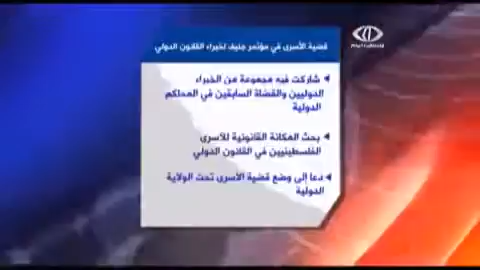 قضية الأسرى في مؤتمر جنيف لخبراء القانون الدولي
شاركت فيه مجموعة من الخبراء
الدوليين والقضاة السابقين في المحاكم
الدولية
بحث المكانة القانونية للأسرى
الفلسطينيين في القانون الدولي
دعا إلى وضع قضية الأسرى تحت الولاية
الدولية